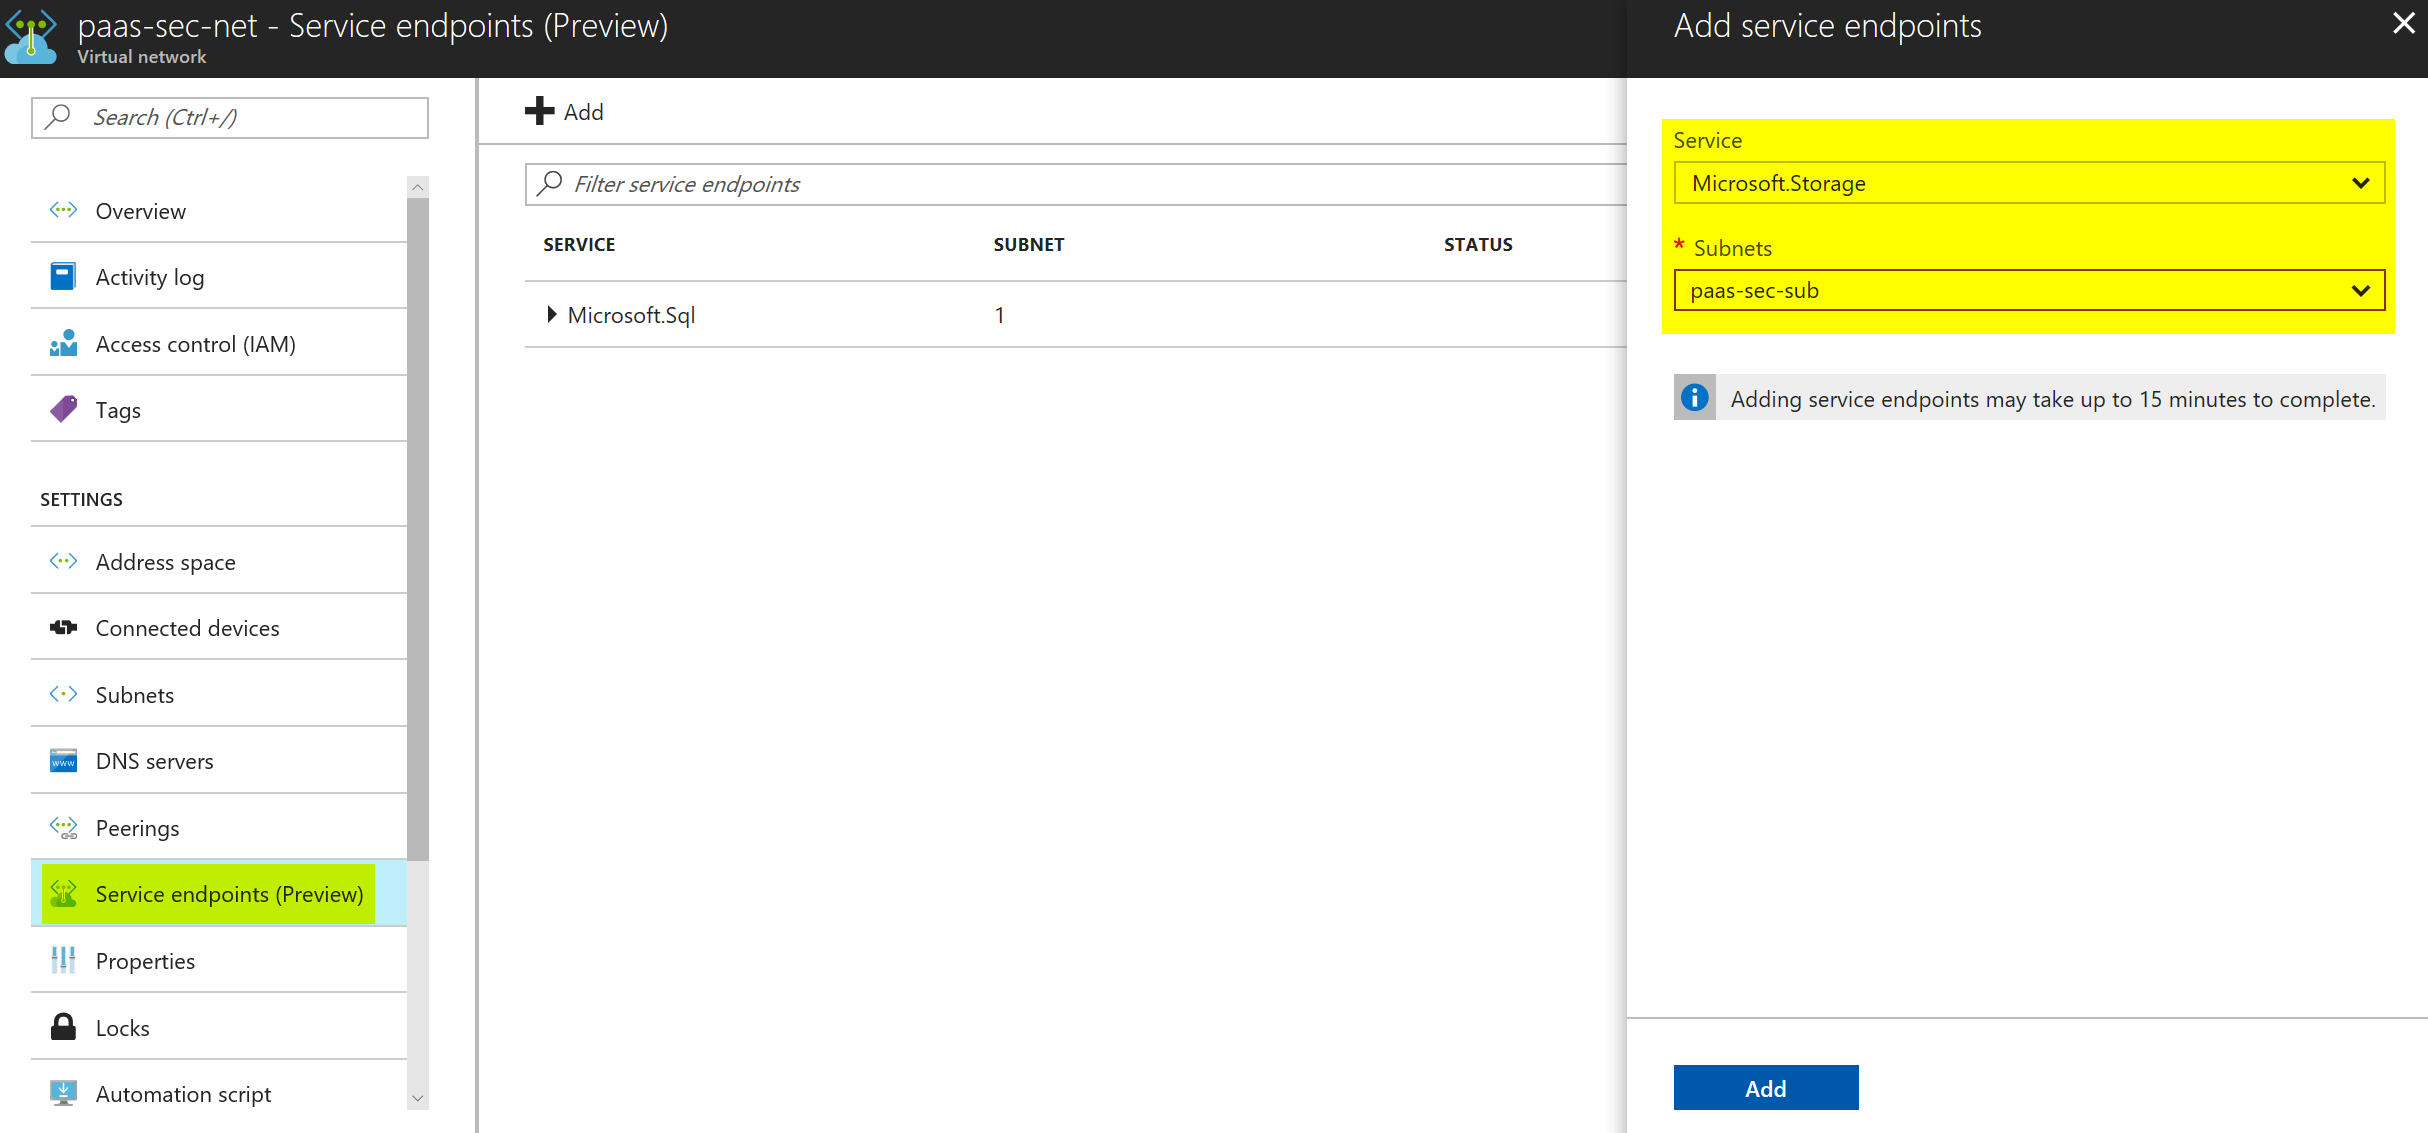 paas-sec-net - Service endpoints (Preview)
Virtual network
Search (Ctrl+/)
Overview
Activity log
Access control (IAM)
Tags
SETTINGS
Address space
Connected devices
Subnets
www
DNS servers
Peerings
Service endpoints (Preview)
Properties
Locks
Automation script
Add
Filter service endpoints
SERVICE SUBNET STATUS
Microsoft.Sql 1
Add service endpoints
Service
Microsoft.Storage
* Subnets
paas-sec-sub
Adding service endpoints may take up to 15 minutes to complete.
Add